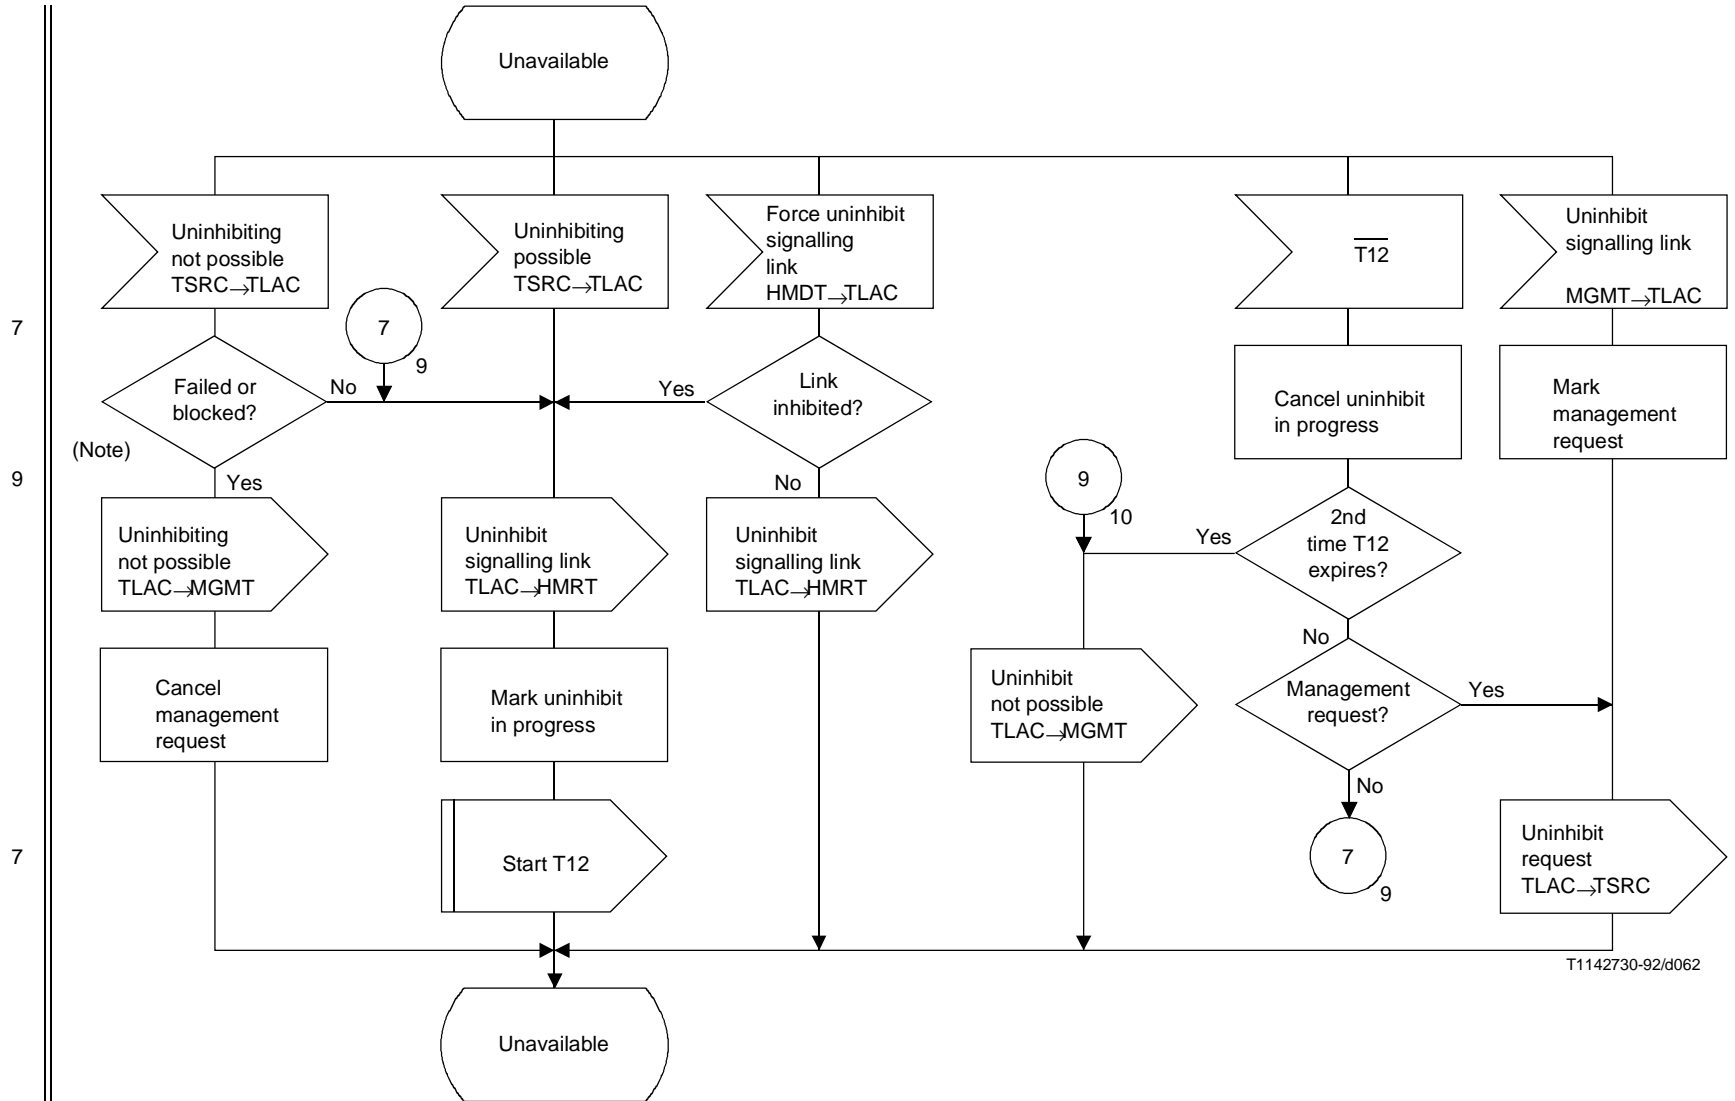 Unavailable
Uninhibiting
not possible
TSRC→TLAC
Uninhibiting
possible
TSRC→TLAC
Force uninhibit
signalling
link
HMDT→TLAC
T12
Uninhibit
signalling link
MGMT→TLAC
7
7
9
Failed or
blocked?
No
Yes
Link
inhibited?
Cancel uninhibit
in progress
Mark
management
request
(Note)
9
Yes
No
9
10
Yes
2nd
time T12
expires?
Uninhibiting
not possible
TLAC→MGMT
Uninhibit
signalling link
TLAC→HMRT
Uninhibit
signalling link
TLAC→HMRT
No
Cancel
management
request
Mark uninhibit
in progress
Uninhibit
not possible
TLAC→MGMT
Management
request?
Yes
No
7
Start T12
7
9
Uninhibit
request
TLAC→TSRC
T1142730-92/d062
Unavailable